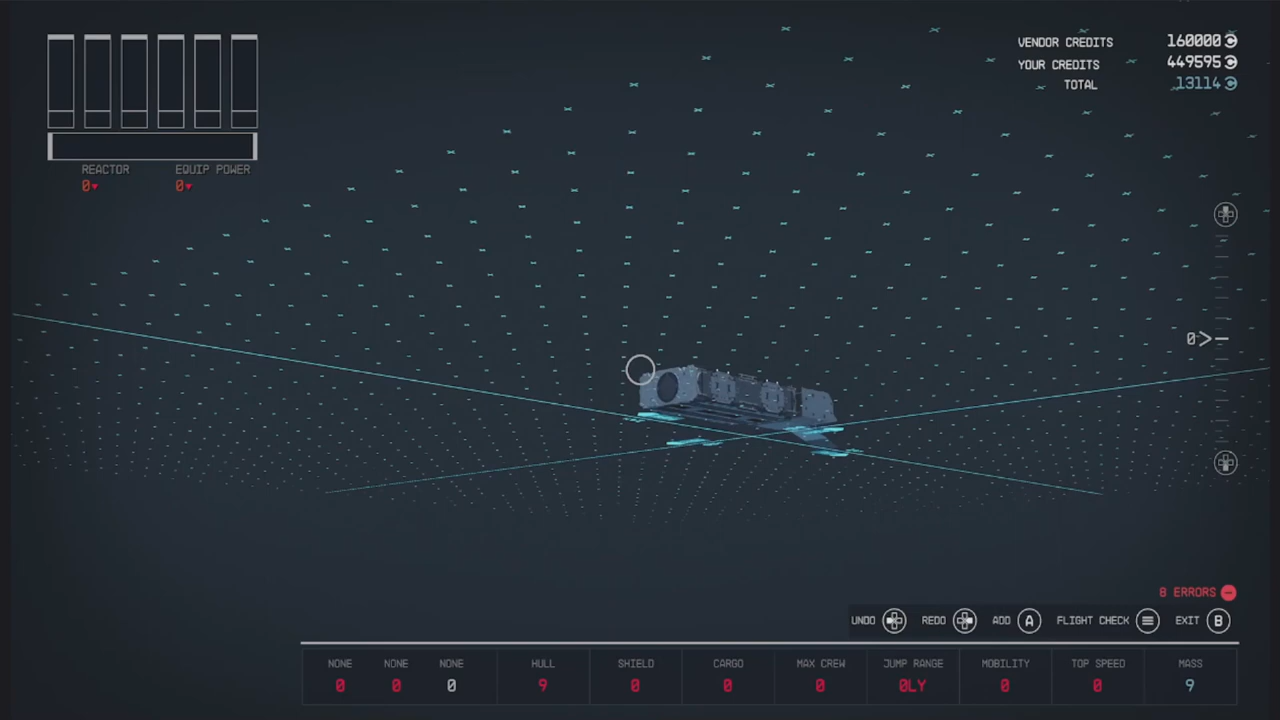 VENDOR CREDITS 160000
YOUR CREDITS 449595
TOTAL 13114
REACTOR EQUIP POWER
0 0
0
8 ERRORS
UNDO REDO ADD A FLIGHT CHECK EXIT B
NONE NONE NONE HULL SHIELD CARGO MAX CREW JUMP RANGE MOBILITY TOP SPEED MASS
0 0 0 9 0 0 0 0LY 0 0 9